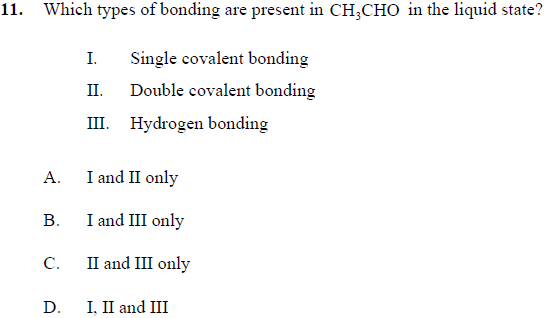 11. Which types of bonding are present in CH₃CHO in the liquid state?
I. Single covalent bonding
II. Double covalent bonding
III. Hydrogen bonding
A. I and II only
B. I and III only
C. II and III only
D. I, II and III